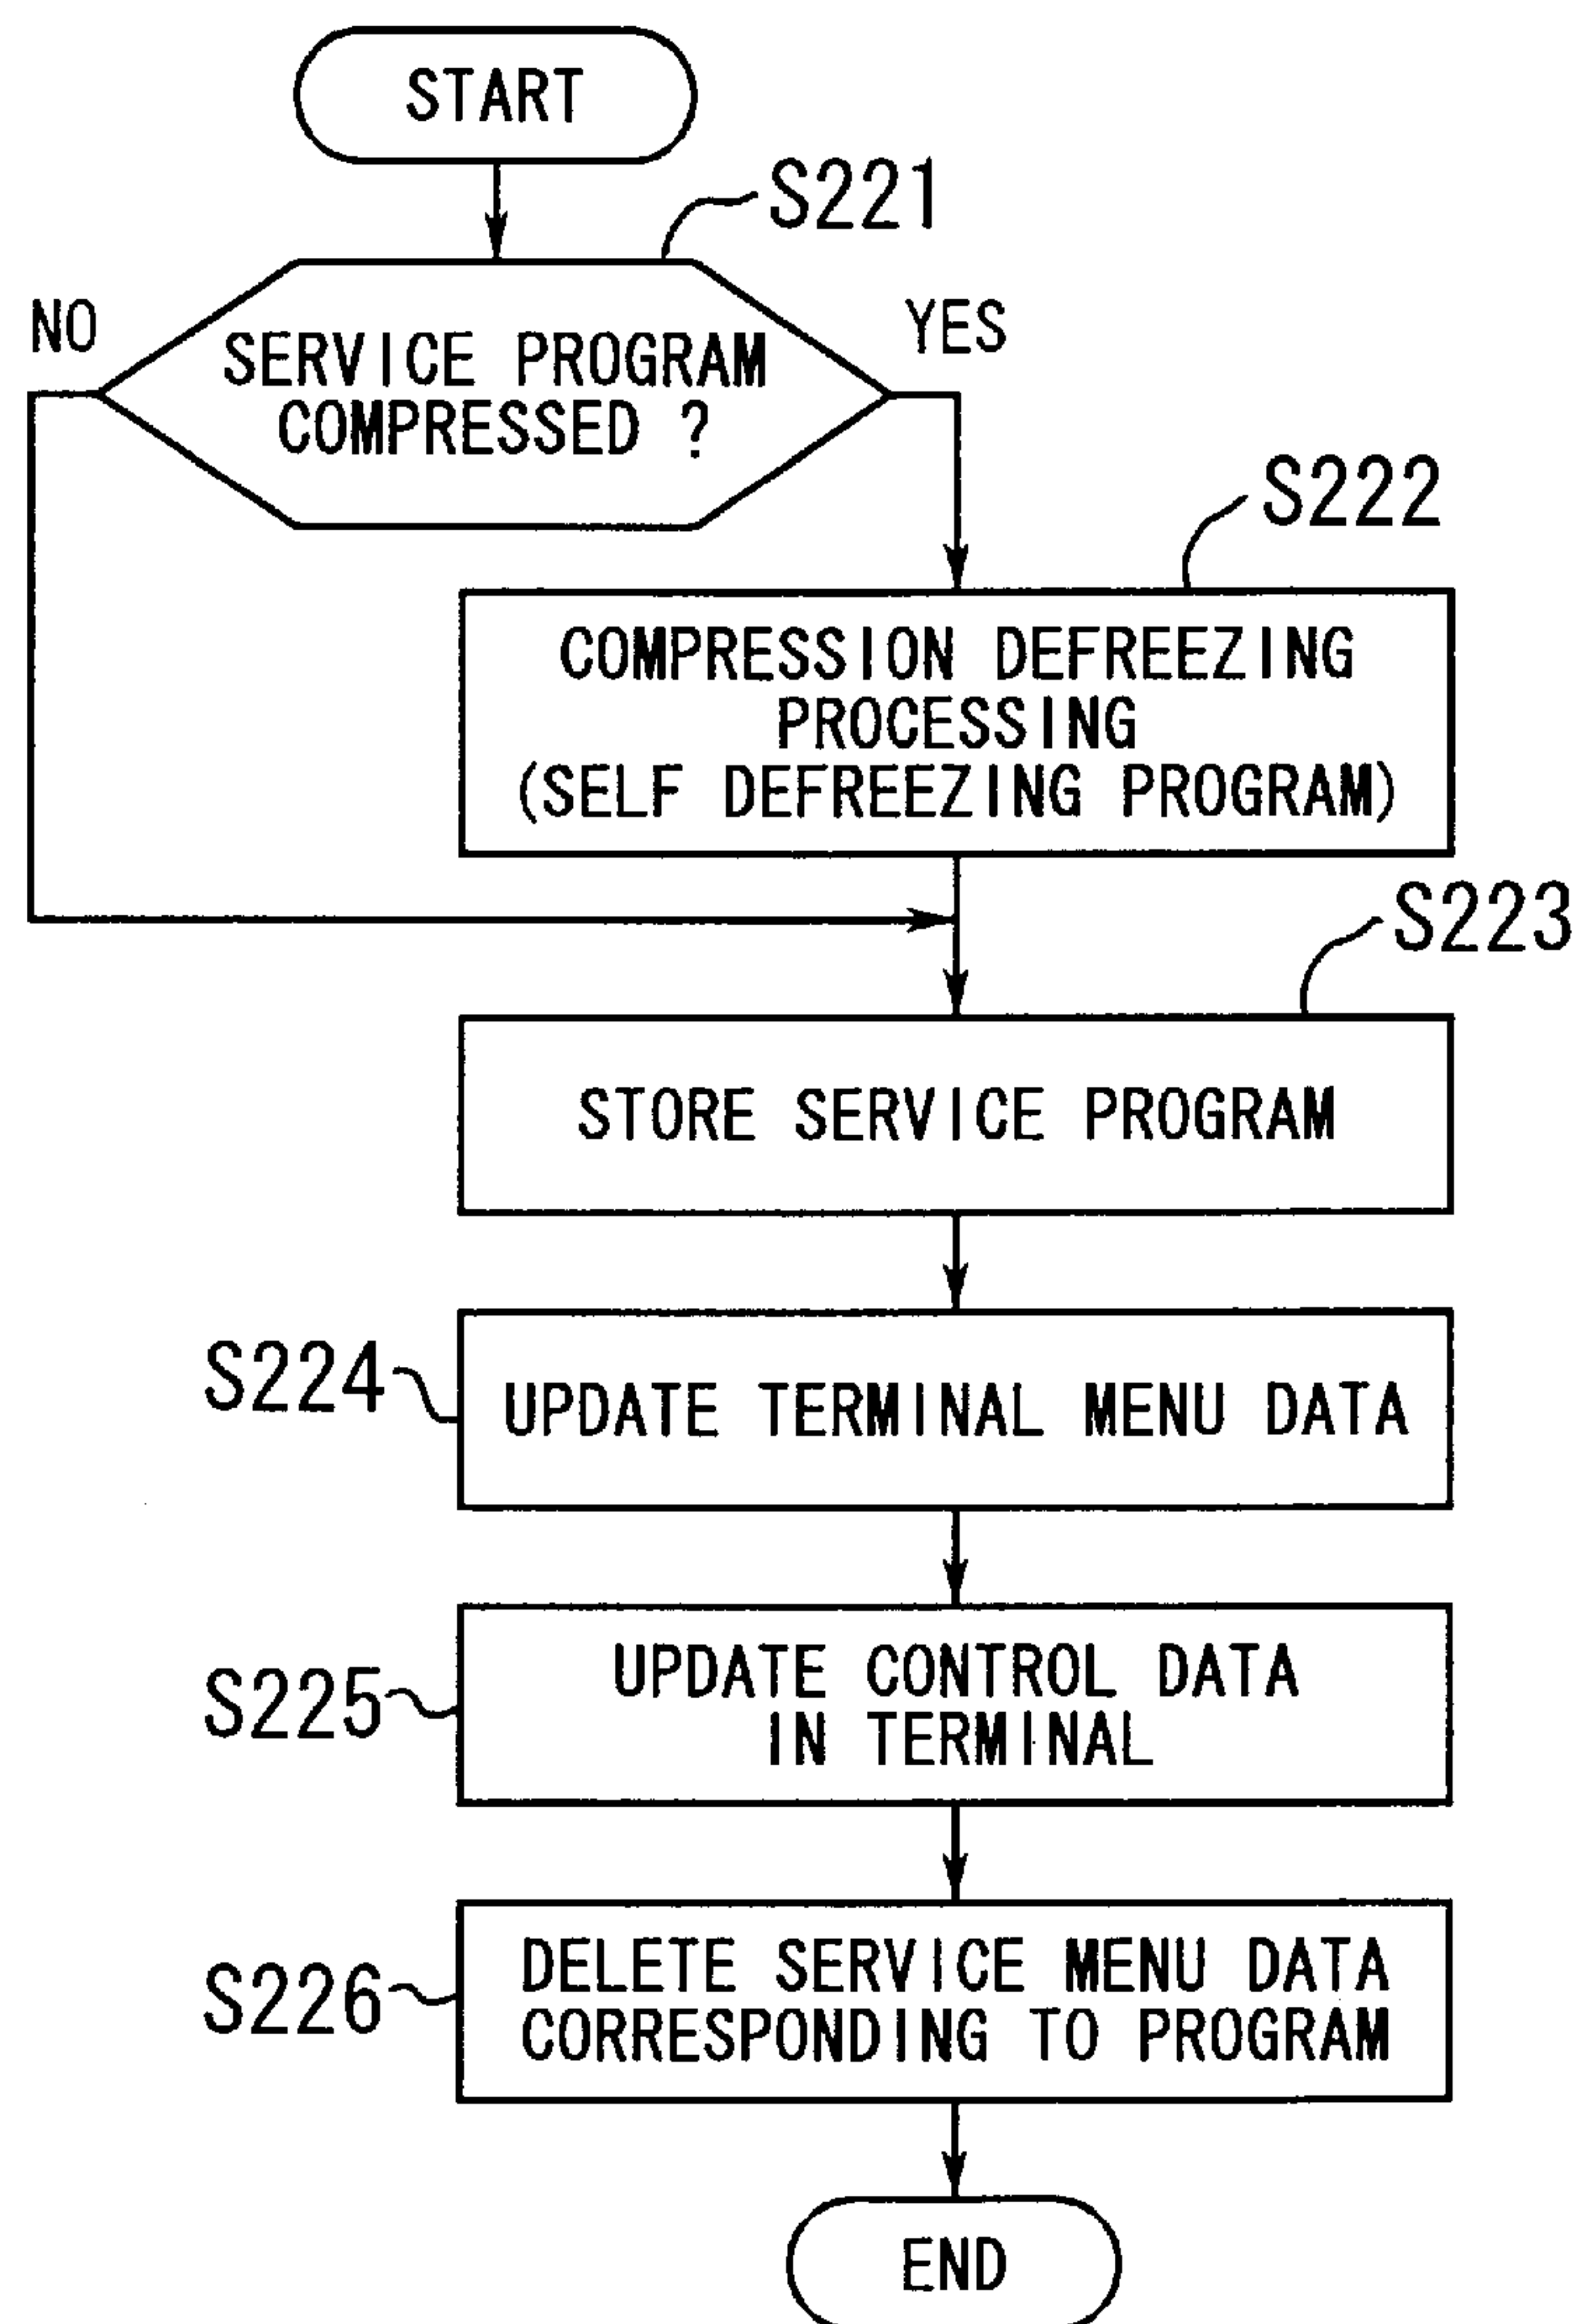 START
S221
NO
YES
SERVICE PROGRAM
COMPRESSED ?
S222
COMPRESSION DEFREEZING
PROCESSING
(SELF DEFREEZING PROGRAM)
S223
STORE SERVICE PROGRAM
S224
UPDATE TERMINAL MENU DATA
S225
UPDATE CONTROL DATA
IN TERMINAL
S226
DELETE SERVICE MENU DATA
CORRESPONDING TO PROGRAM
END